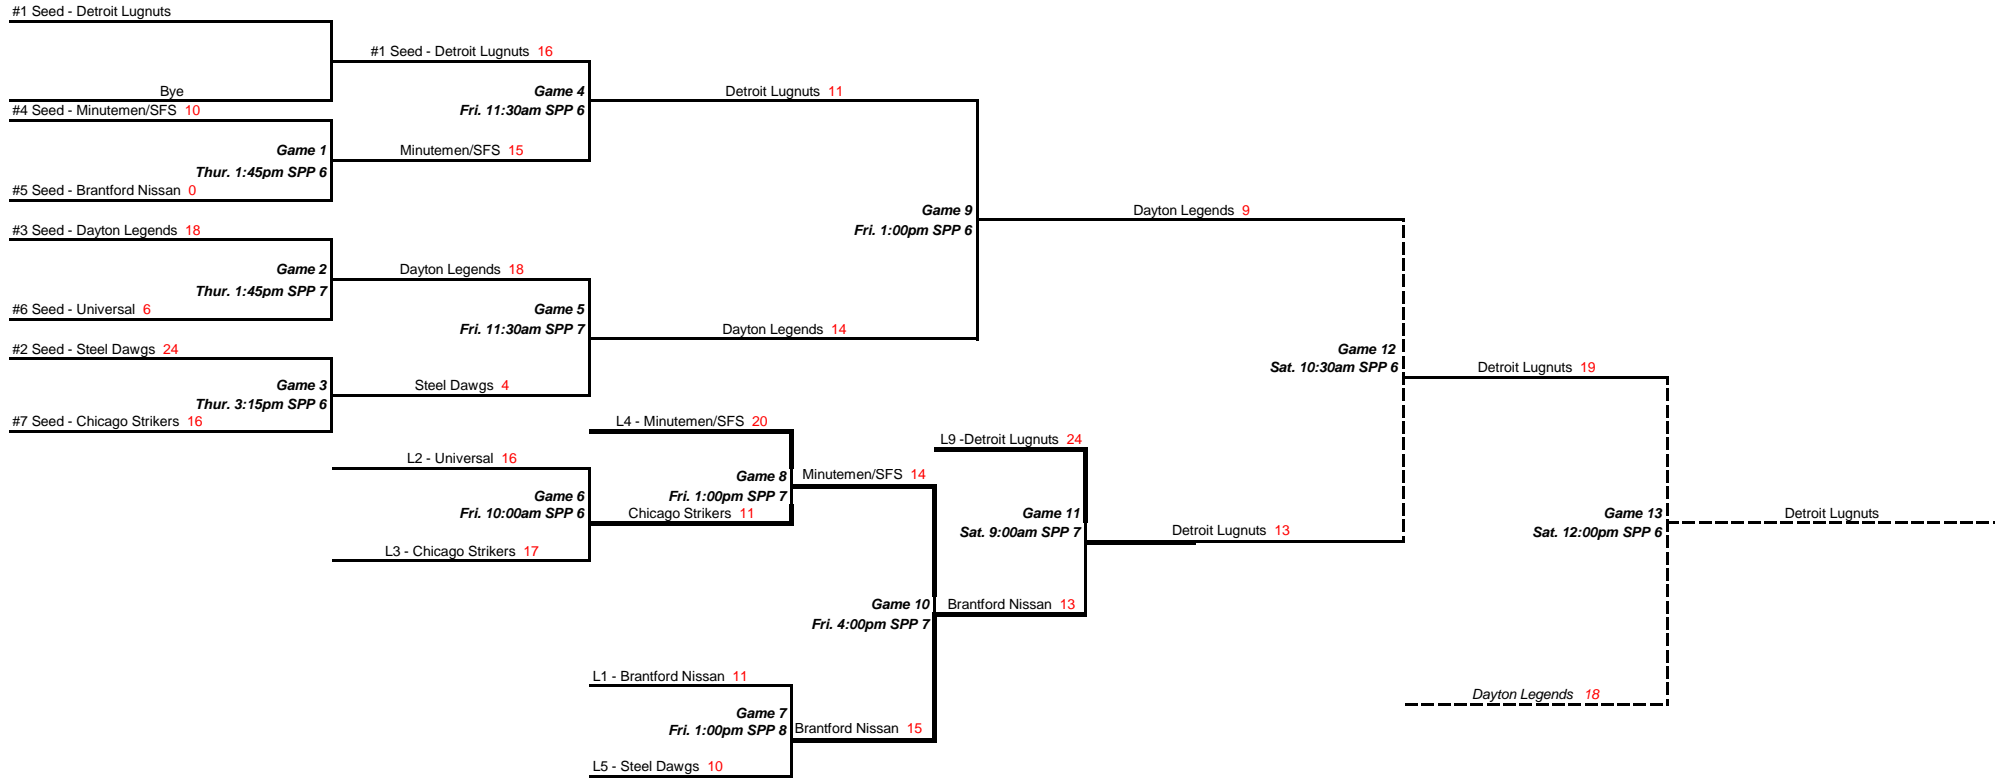 #1 Seed - Detroit Lugnuts
#1 Seed - Detroit Lugnuts 16
Bye
Game 4
Fri. 11:30am SPP 6
Detroit Lugnuts 11
#4 Seed - Minutemen/SFS 10
Game 1
Thur. 1:45pm SPP 6
Minutemen/SFS 15
#5 Seed - Brantford Nissan 0
Game 9
Fri. 1:00pm SPP 6
Dayton Legends 9
#3 Seed - Dayton Legends 18
Game 2
Thur. 1:45pm SPP 7
Dayton Legends 18
#6 Seed - Universal 6
Game 5
Fri. 11:30am SPP 7
Dayton Legends 14
#2 Seed - Steel Dawgs 24
Game 3
Thur. 3:15pm SPP 6
Steel Dawgs 4
#7 Seed - Chicago Strikers 16
Game 12
Sat. 10:30am SPP 6
Detroit Lugnuts 19
L4 - Minutemen/SFS 20
L9 -Detroit Lugnuts 24
L2 - Universal 16
Game 8
Fri. 1:00pm SPP 7
Minutemen/SFS 14
Game 6
Fri. 10:00am SPP 6
Chicago Strikers 11
L3 - Chicago Strikers 17
Game 11
Sat. 9:00am SPP 7
Detroit Lugnuts 13
Game 13
Sat. 12:00pm SPP 6
Detroit Lugnuts
Game 10
Fri. 4:00pm SPP 7
Brantford Nissan 13
L1 - Brantford Nissan 11
Game 7
Fri. 1:00pm SPP 8
Brantford Nissan 15
Dayton Legends 18
L5 - Steel Dawgs 10